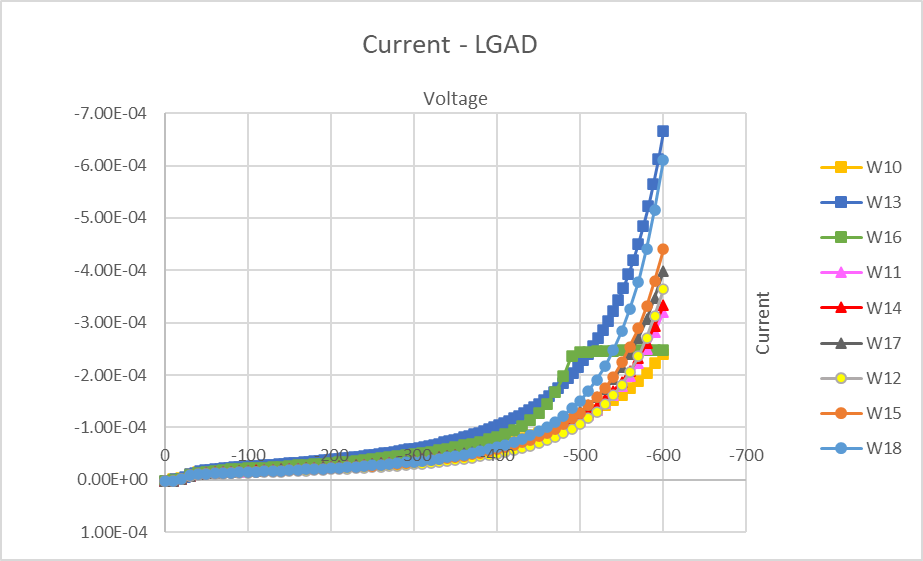 Current - LGAD
Voltage
-7.00E-04
-6.00E-04
-5.00E-04
-4.00E-04
-3.00E-04
-2.00E-04
-1.00E-04
0.00E+00
1.00E-04
0
-100
-200
-300
-400
-500
-600
-700
Current
W10
W13
W16
W11
W14
W17
W12
W15
W18